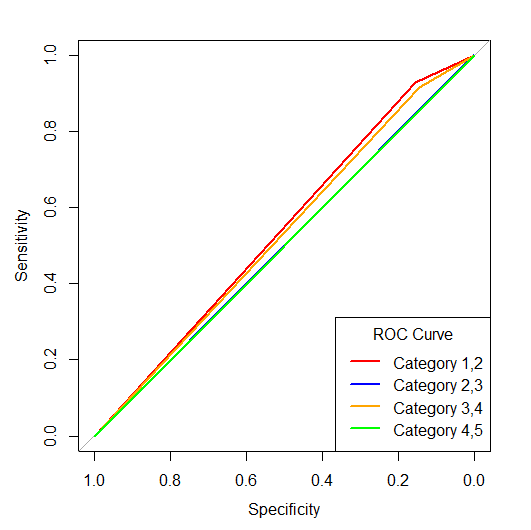 1.0
0.8
0.6
0.4
0.2
0.0
Sensitivity
ROC Curve
Category 1,2
Category 2,3
Category 3,4
Category 4,5
1.0 0.8 0.6 0.4 0.2 0.0
Specificity